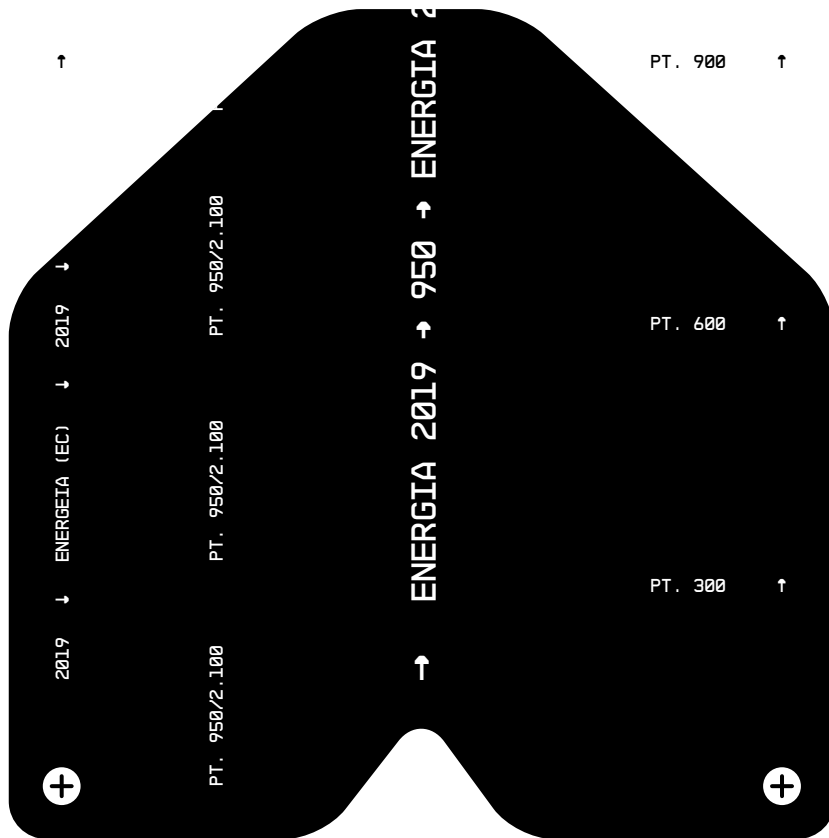 ↑
2019 ↓ ENERGEIA (EC) ↓ 2019 ↓
PT. 950/2.100
PT. 950/2.100
PT. 950/2.100
→ ENERGIA 2019 → 950 → ENERGIA
PT. 900 ↑
PT. 600 ↑
PT. 300 ↑